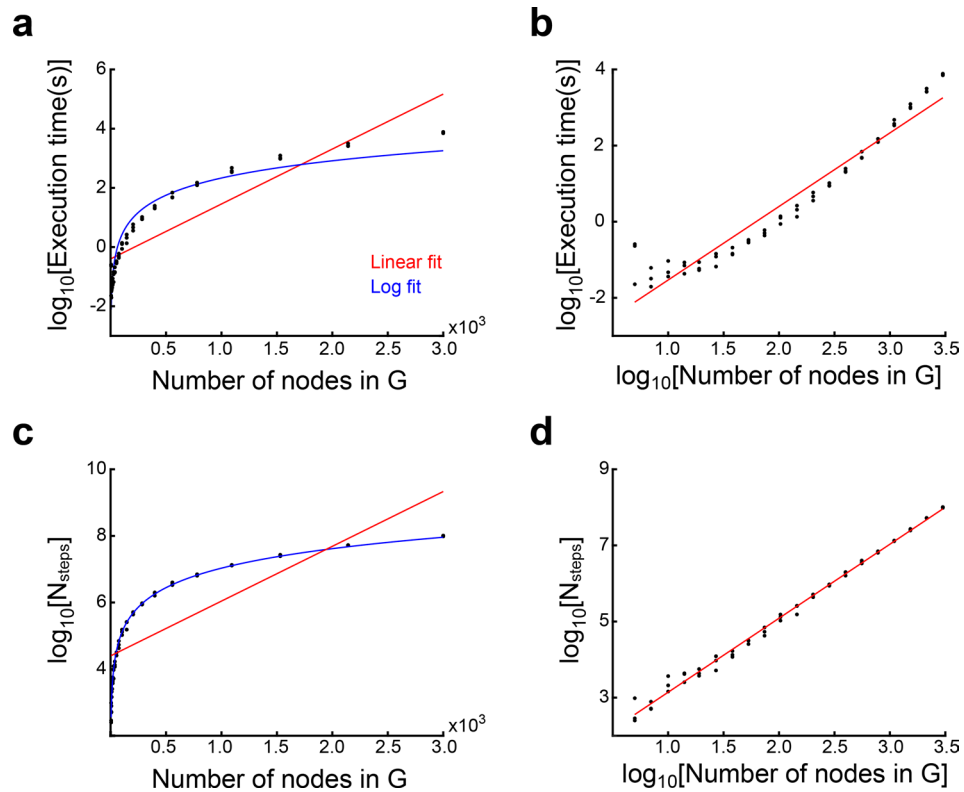 a
log10[Execution time(s)]
6
4
2
0
-2
Linear fit
Log fit
x10^3
0.5 1.0 1.5 2.0 2.5 3.0
Number of nodes in G
b
log10[Execution time(s)]
4
2
0
-2
1.0 1.5 2.0 2.5 3.0 3.5
log10[Number of nodes in G]
c
log10[Nsteps]
10
8
6
4
x10^3
0.5 1.0 1.5 2.0 2.5 3.0
Number of nodes in G
d
log10[Nsteps]
9
7
5
3
1.0 1.5 2.0 2.5 3.0 3.5
log10[Number of nodes in G]